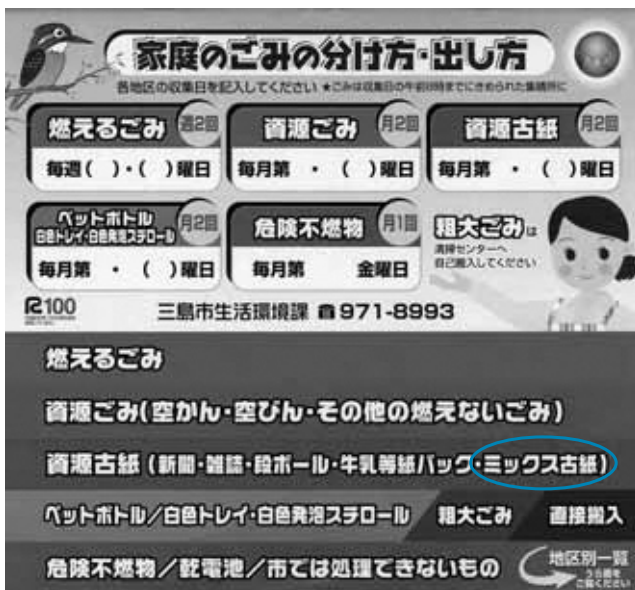 家庭のごみの分け方・出し方
各地区の収集日を記入してください ★ごみは収集日の午前8時までにきめられた集積所に
燃えるごみ 週2回
毎週( )・( )曜日
資源ごみ 月2回
毎月第 ・ ( )曜日
資源古紙 月2回
毎月第 ・ ( )曜日
ペットボトル
白色トレイ・白色発泡スチロール 月2回
毎月第 ・ ( )曜日
危険不燃物 月1回
毎月第 金曜日
粗大ごみは
清掃センターへ
自己搬入してください
R100
三島市生活環境課 ☎971-8993
燃えるごみ
資源ごみ(空かん・空びん・その他の燃えないごみ)
資源古紙(新聞・雑誌・段ボール・牛乳等紙パック・ミックス古紙)
ペットボトル/白色トレイ・白色発泡スチロール 粗大ごみ 直接搬入
危険不燃物/乾電池/市では処理できないもの
地区別一覧
うら面を
ご覧ください